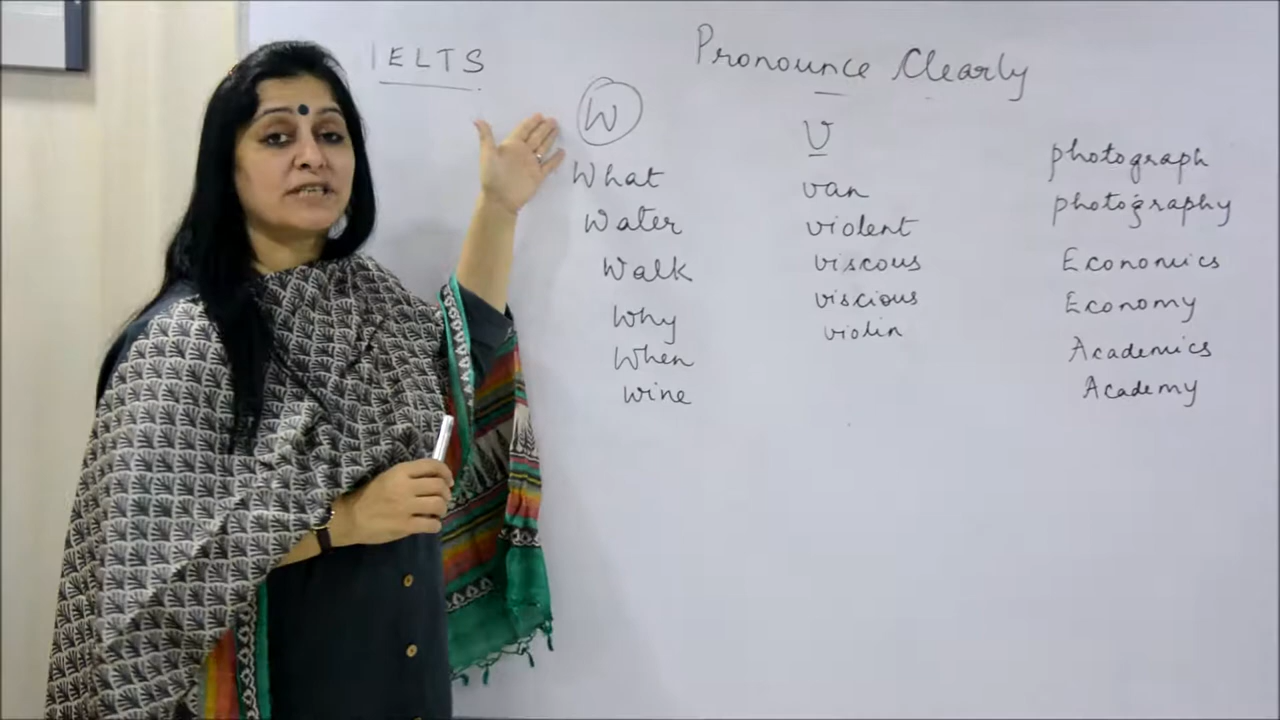 IELTS
Pronounce Clearly
W
What
Water
Walk
Why
When
wine
V
van
violent
viscous
viscious
violin
photograph
photography
Economics
Economy
Academics
Academy